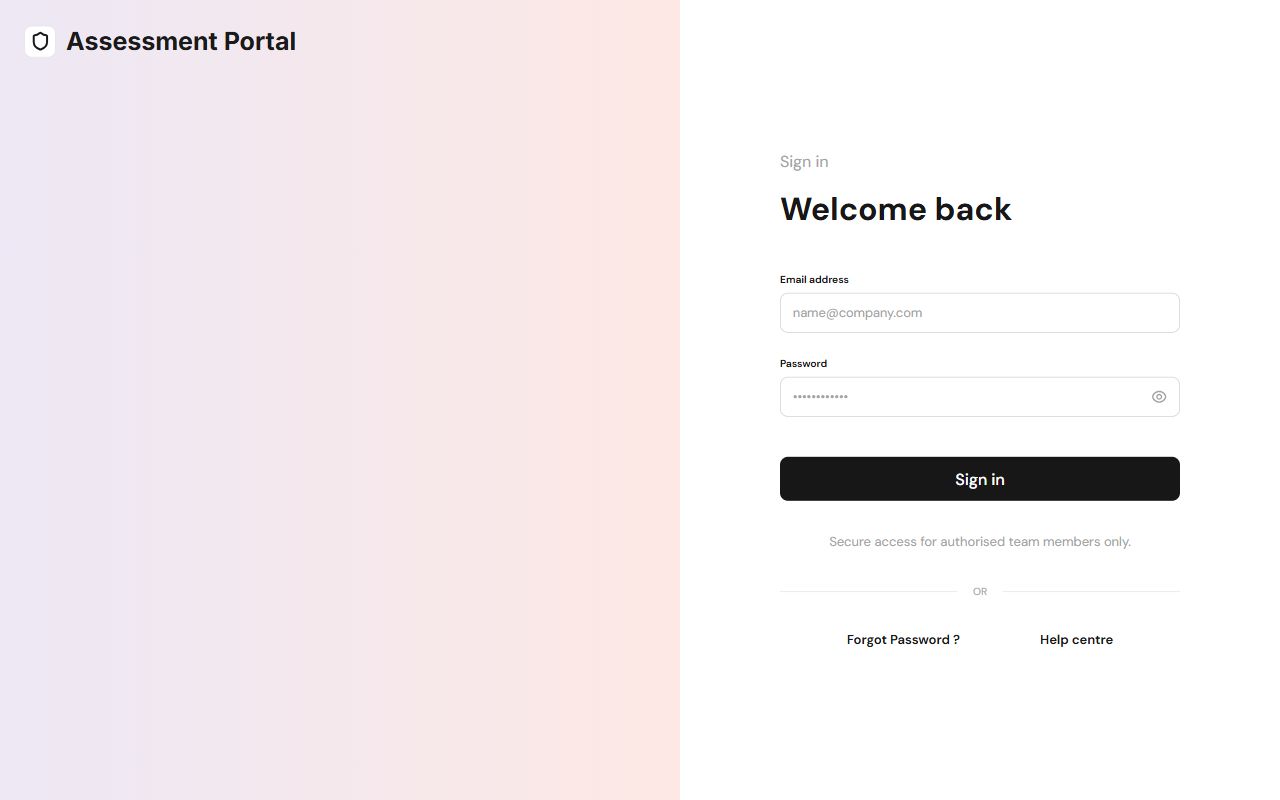 Assessment Portal
Sign in
Welcome back
Email address
name@company.com
Password
••••••••••••
Sign in
Secure access for authorised team members only.
OR
Forgot Password ?
Help centre